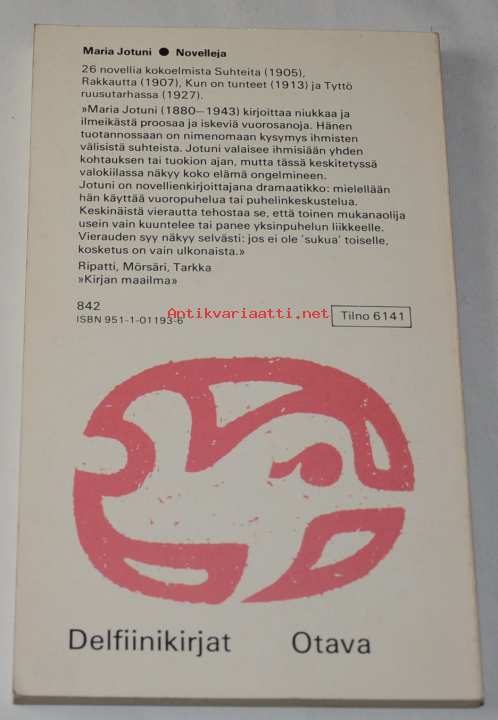 Maria Jotuni ● Novelleja
26 novellia kokoelmista Suhteita (1905),
Rakkautta (1907), Kun on tunteet (1913) ja Tyttö
ruusutarhassa (1927).
»Maria Jotuni (1880—1943) kirjoittaa niukkaa ja
ilmeikästä proosaa ja iskeviä vuorosanoja. Hänen
tuotannossaan on nimenomaan kysymys ihmisten
välisistä suhteista. Jotuni valaisee ihmisiään yhden
kohtauksen tai tuokion ajan, mutta tässä keskitetyssä
valokiilassa näkyy koko elämä ongelmineen.
Jotuni on novellienkirjoittajana dramaatikko: mielellään
hän käyttää vuoropuhelua tai puhelinkeskustelua.
Keskinäistä vierautta tehostaa se, että toinen mukanaolija
usein vain kuuntelee tai panee yksinpuhelun liikkeelle.
Vierauden syy näkyy selvästi: jos ei ole 'sukua' toiselle,
kosketus on vain ulkonaista.»
Ripatti, Mörsäri, Tarkka
»Kirjan maailma»
842
ISBN 951-1-01193-6
Antikvariaatti.net
Tilno 6141
Delfiinikirjat Otava